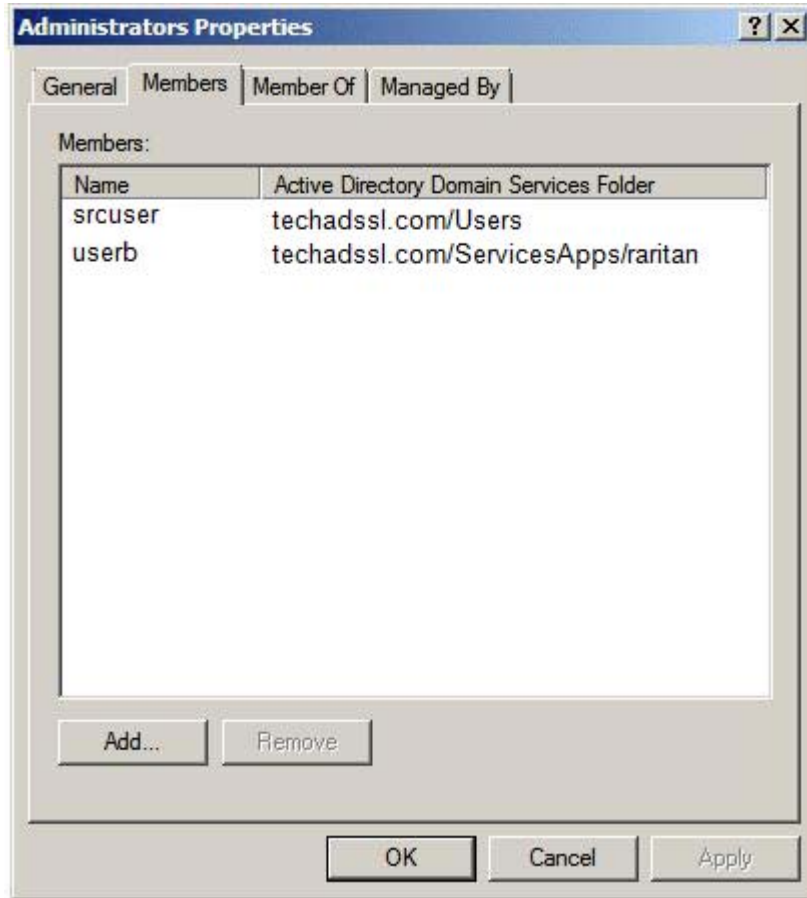 Administrators Properties ? X
General Members Member Of Managed By
Members:
Name Active Directory Domain Services Folder
srcuser techadssl.com/Users
userb techadssl.com/ServicesApps/raritan
Add... Remove
OK Cancel Apply